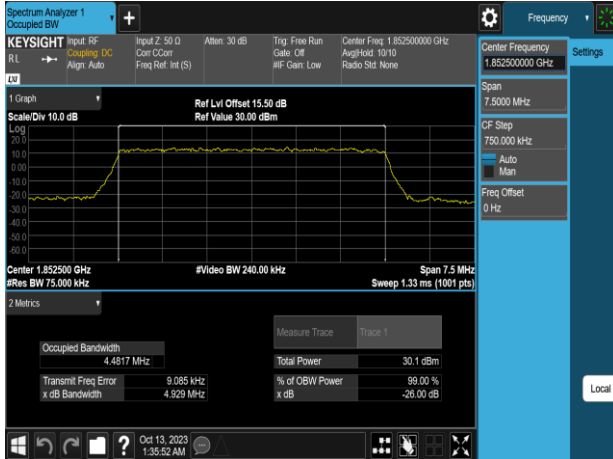 Spectrum Analyzer 1
Occupied BW
+
Frequency
KEYSIGHT
RL
LXI
Input: RF
Coupling: DC
Align: Auto
Input Z: 50 Ω
Corr CCorr
Freq Ref: Int (S)
Atten: 30 dB
Trig: Free Run
Gate: Off
#IF Gain: Low
Center Freq: 1.852500000 GHz
Avg|Hold: 10/10
Radio Std: None
Center Frequency
1.852500000 GHz
Settings
Span
7.5000 MHz
CF Step
750.000 kHz
Auto
Man
Freq Offset
0 Hz
Local
1 Graph
Scale/Div 10.0 dB
Ref Lvl Offset 15.50 dB
Ref Value 30.00 dBm
Log
20.0
10.0
0.00
-10.0
-20.0
-30.0
-40.0
-50.0
-60.0
Center 1.852500 GHz
#Res BW 75.000 kHz
#Video BW 240.00 kHz
Span 7.5 MHz
Sweep 1.33 ms (1001 pts)
2 Metrics
Measure Trace
Trace 1
Occupied Bandwidth
4.4817 MHz
Total Power
30.1 dBm
Transmit Freq Error
9.085 kHz
% of OBW Power
99.00 %
x dB Bandwidth
4.929 MHz
x dB
-26.00 dB
?
Oct 13, 2023
1:35:52 AM